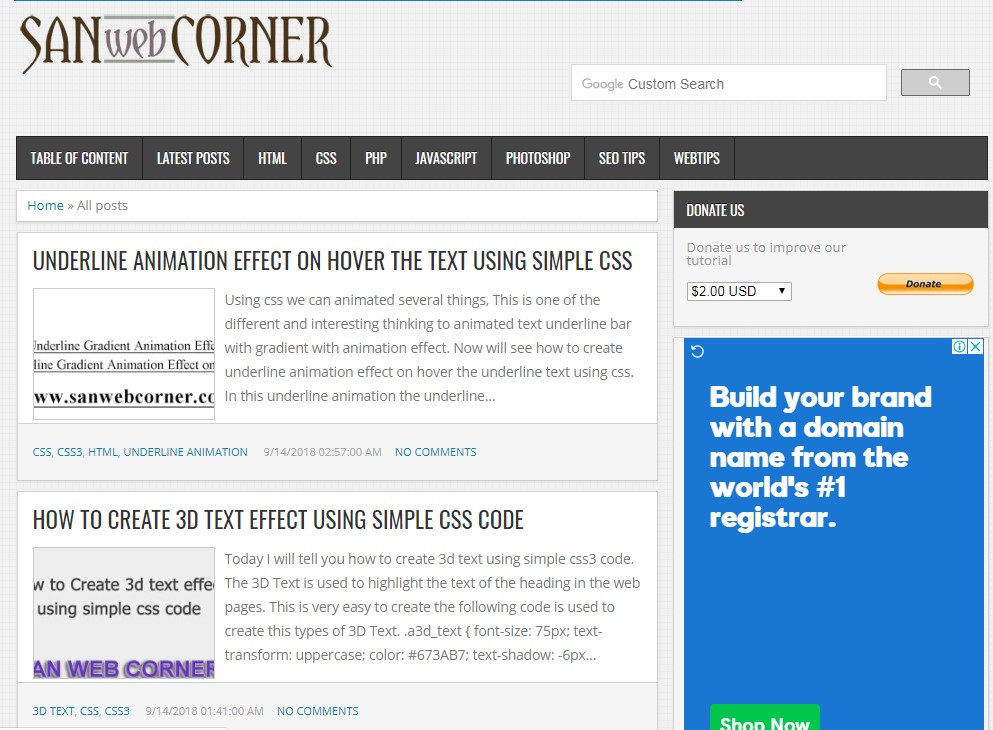 SAN web CORNER
Google Custom Search
TABLE OF CONTENT LATEST POSTS HTML CSS PHP JAVASCRIPT PHOTOSHOP SEO TIPS WEBTIPS
Home » All posts
UNDERLINE ANIMATION EFFECT ON HOVER THE TEXT USING SIMPLE CSS
Underline Gradient Animation Effe
line Gradient Animation Effect on
www.sanwebcorner.co
Using css we can animated several things, This is one of the
different and interesting thinking to animated text underline bar
with gradient with animation effect. Now will see how to create
underline animation effect on hover the underline text using css.
In this underline animation the underline...
CSS, CSS3, HTML, UNDERLINE ANIMATION 9/14/2018 02:57:00 AM NO COMMENTS
HOW TO CREATE 3D TEXT EFFECT USING SIMPLE CSS CODE
w to Create 3d text effe
using simple css code
AN WEB CORNER
Today I will tell you how to create 3d text using simple css3 code.
The 3D Text is used to highlight the text of the heading in the web
pages. This is very easy to create the following code is used to
create this types of 3D Text. .a3d_text { font-size: 75px; text-
transform: uppercase; color: #673AB7; text-shadow: -6px...
3D TEXT, CSS, CSS3 9/14/2018 01:41:00 AM NO COMMENTS
DONATE US
Donate us to improve our
tutorial
$2.00 USD
Donate
Build your brand
with a domain
name from the
world's #1
registrar.
Shop Now